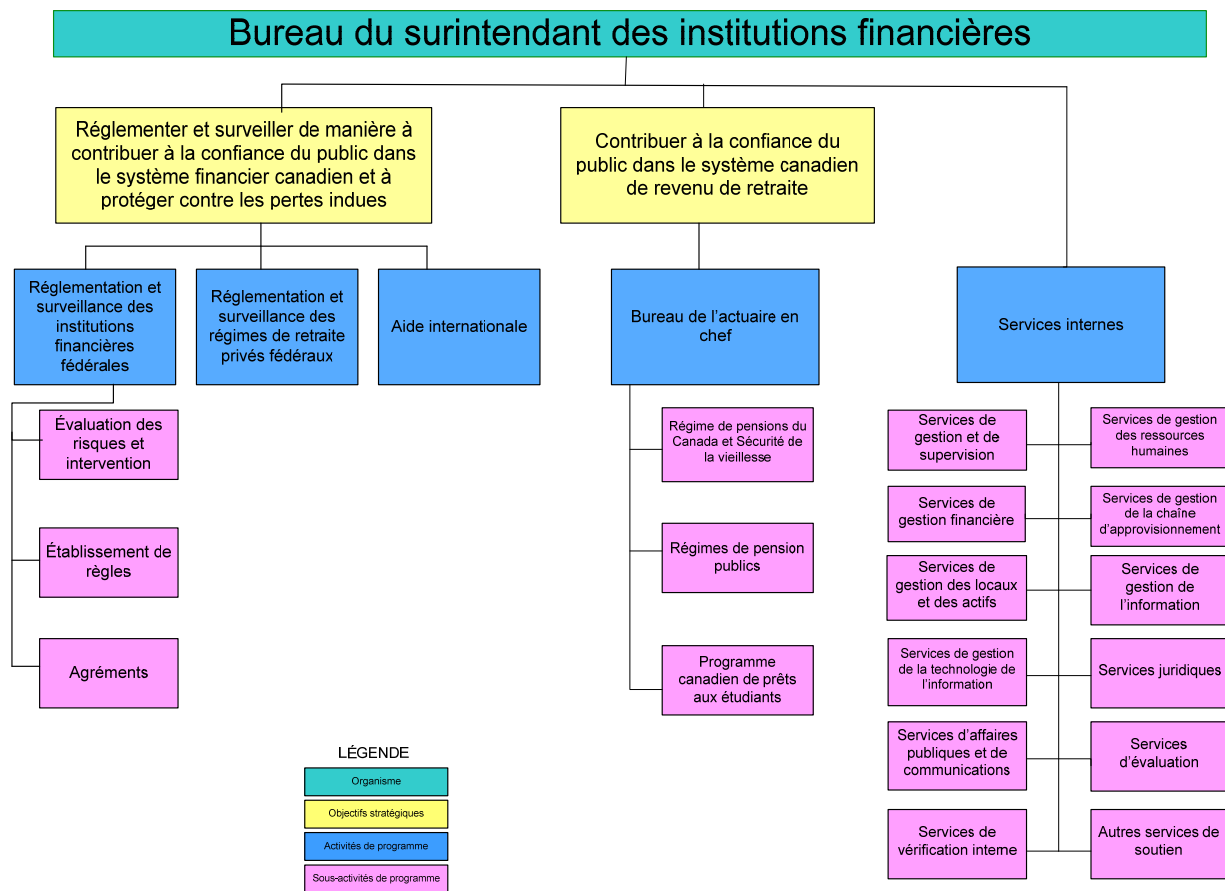 Bureau du surintendant des institutions financières
Réglementer et surveiller de manière à
contribuer à la confiance du public dans
le système financier canadien et à
protéger contre les pertes indues
Contribuer à la confiance du
public dans le système canadien
de revenu de retraite
Réglementation et
surveillance des
institutions
financières
fédérales
Réglementation et
surveillance des
régimes de retraite
privés fédéraux
Aide internationale
Bureau de l'actuaire en
chef
Services internes
Évaluation des
risques et
intervention
Établissement de
règles
Agréments
Régime de pensions du
Canada et Sécurité de
la vieillesse
Régimes de pension
publics
Programme
canadien de prêts
aux étudiants
Services de
gestion et de
supervision
Services de gestion
des ressources
humaines
Services de
gestion financière
Services de gestion
de la chaîne
d'approvisionnement
Services de
gestion des locaux
et des actifs
Services de
gestion de
l'information
Services de gestion
de la technologie de
l'information
Services juridiques
Services d'affaires
publiques et de
communications
Services
d'évaluation
Services de
vérification interne
Autres services de
soutien
LÉGENDE
Organisme
Objectifs stratégiques
Activités de programme
Sous-activités de programme